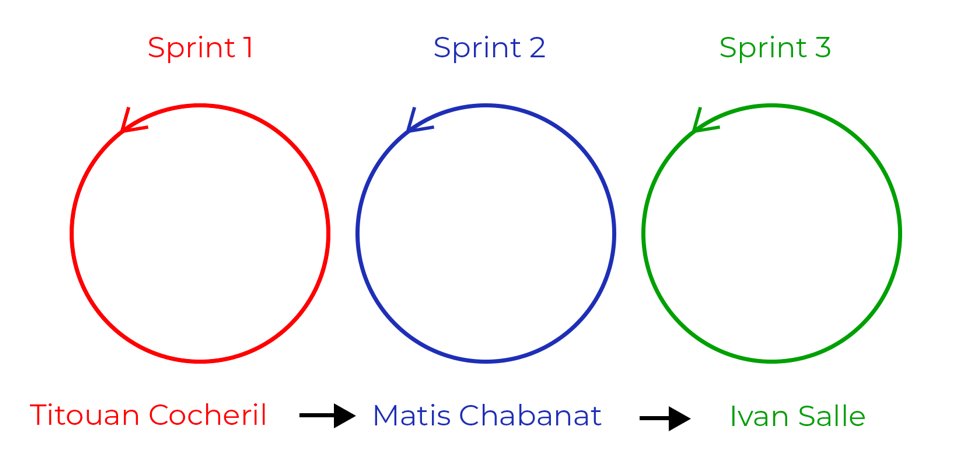 Sprint 1
Sprint 2
Sprint 3
Titouan Cocheril
Matis Chabanat
Ivan Salle